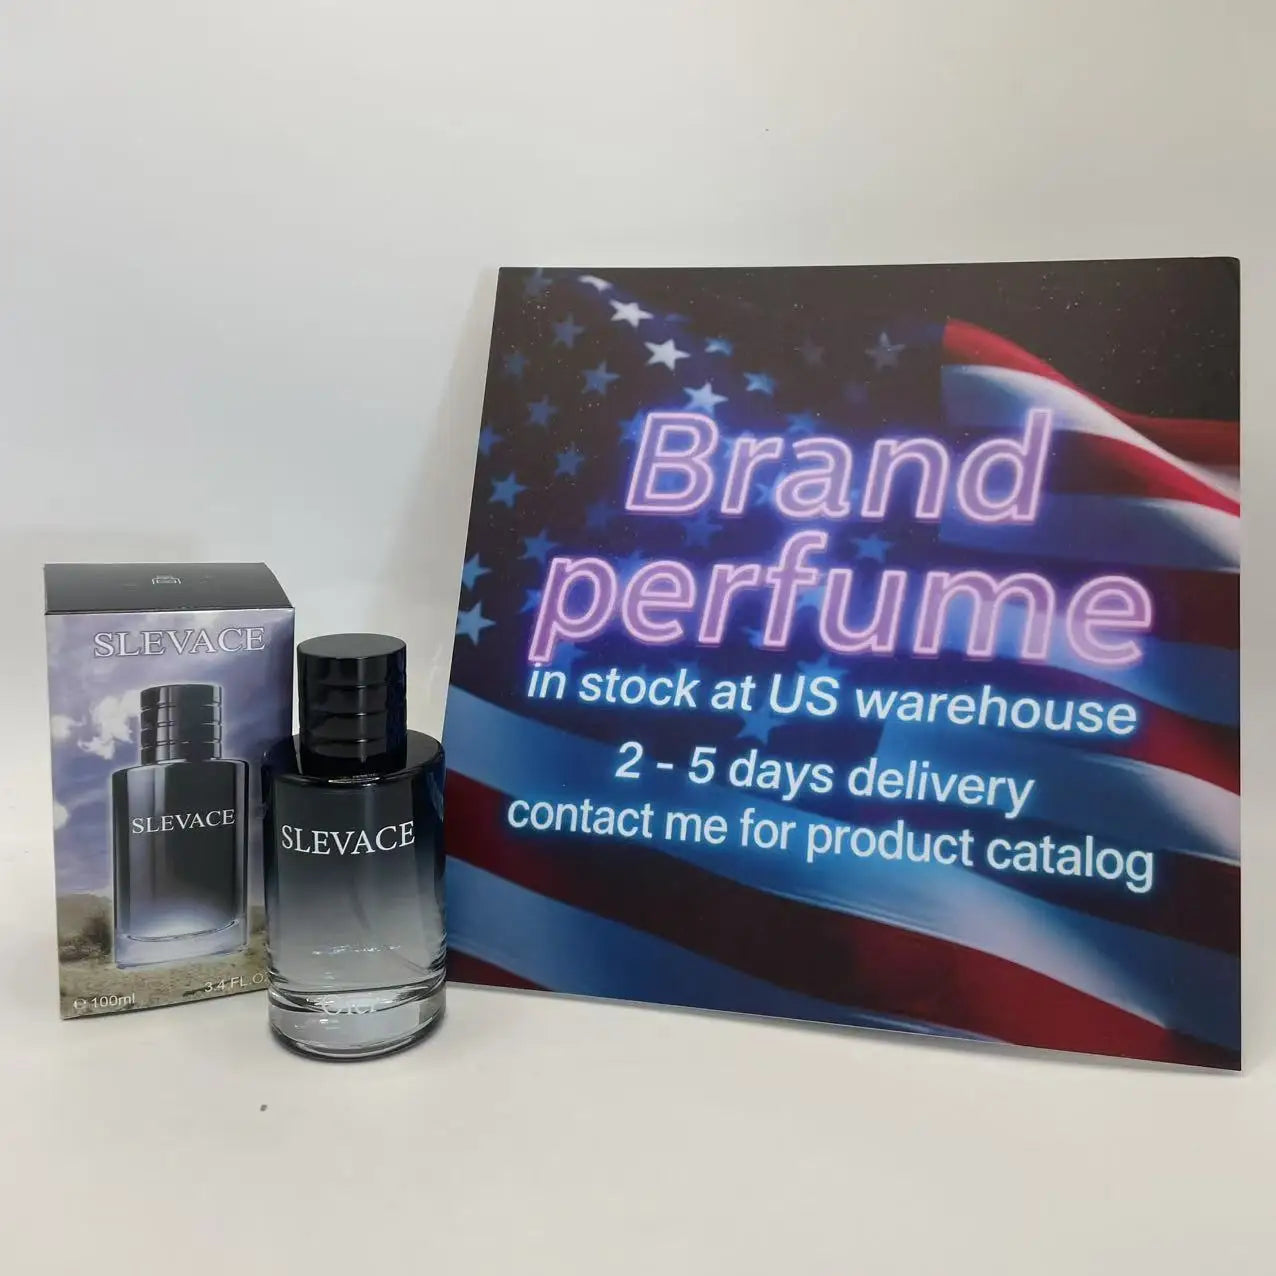 SLEVACE
SLEVACE
℮ 100ml
3.4 FL.O
SLEVACE
Brand
perfume
in stock at US warehouse
2 - 5 days delivery
contact me for product catalog